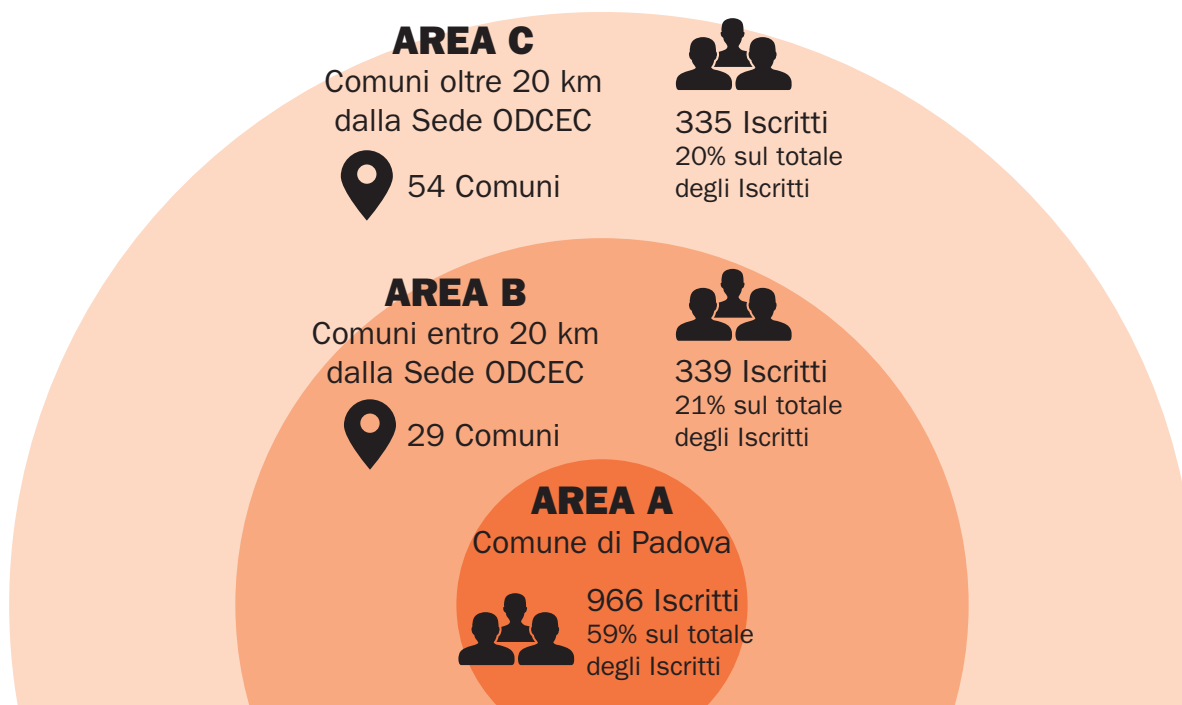 AREA C
Comuni oltre 20 km
dalla Sede ODCEC
54 Comuni
335 Iscritti
20% sul totale
degli Iscritti
AREA B
Comuni entro 20 km
dalla Sede ODCEC
29 Comuni
339 Iscritti
21% sul totale
degli Iscritti
AREA A
Comune di Padova
966 Iscritti
59% sul totale
degli Iscritti